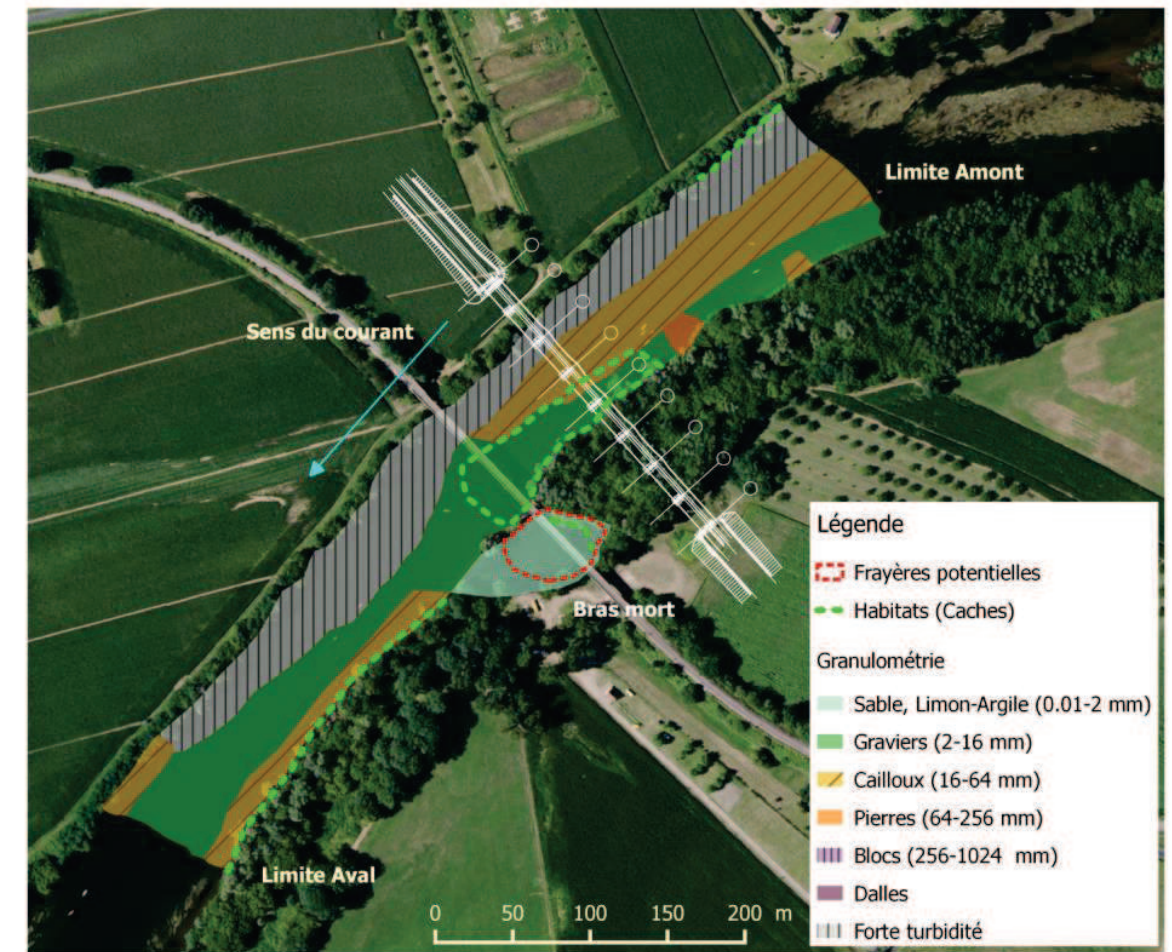 Limite Amont
Sens du courant
Bras mort
Limite Aval
0 50 100 150 200 m
Légende
Frayères potentielles
Habitats (Caches)
Granulométrie
Sable, Limon-Argile (0.01-2 mm)
Graviers (2-16 mm)
Cailloux (16-64 mm)
Pierres (64-256 mm)
Blocs (256-1024 mm)
Dalles
Forte turbidité